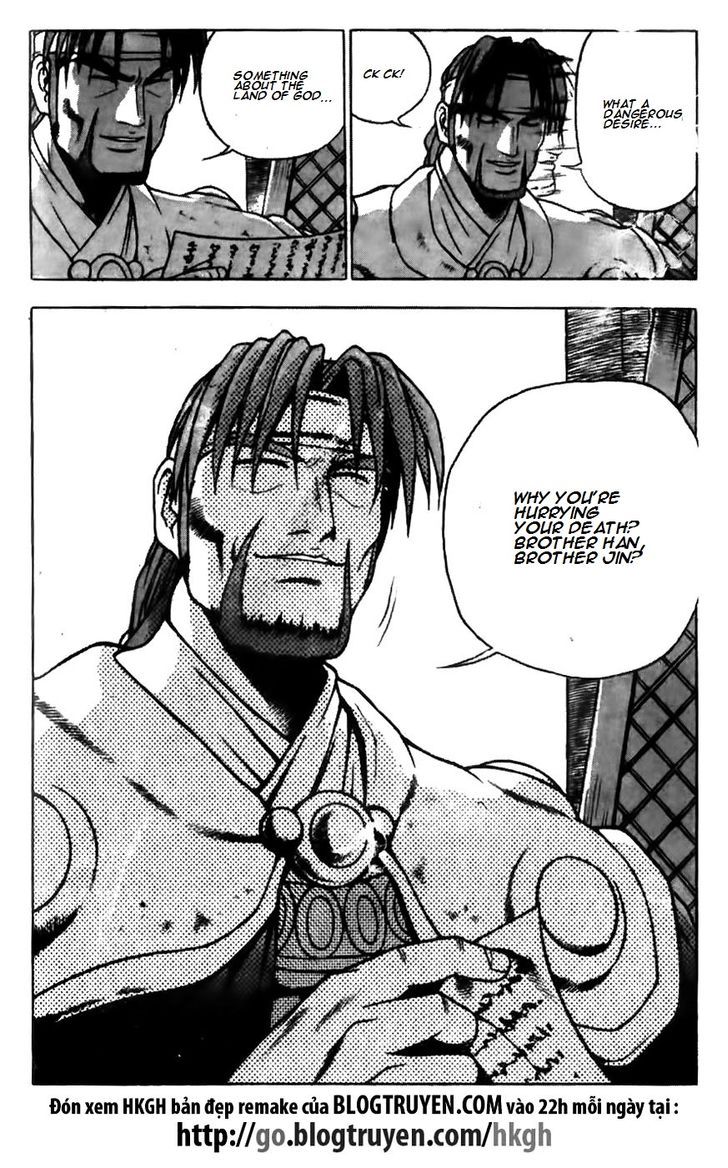 SOMETHING
ABOUT THE
LAND OF GOD...
CK CK!
WHAT A
DANGEROUS
DESIRE...
WHY YOU'RE
HURRYING
YOUR DEATH?
BROTHER HAN,
BROTHER JIN?
Đón xem HKGH bản đẹp remake của BLOGTRUYEN.COM vào 22h mỗi ngày tại :
http://go.blogtruyen.com/hkgh